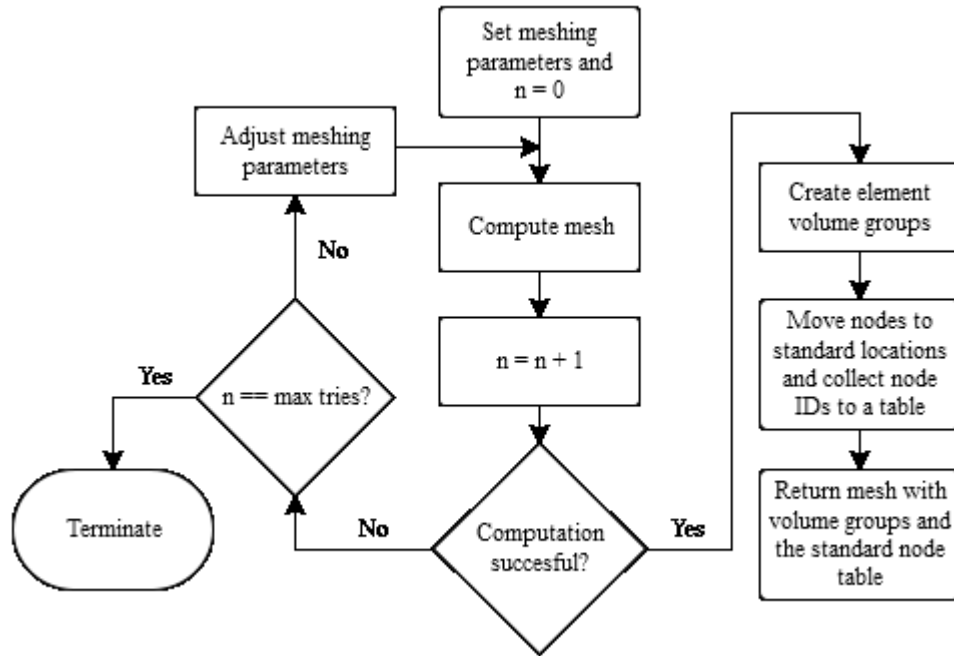 Set meshing
parameters and
n = 0
Adjust meshing
parameters
Compute mesh
n = n + 1
Computation
succesful?
No
Yes
n == max tries?
No
Yes
Terminate
Create element
volume groups
Move nodes to
standard locations
and collect node
IDs to a table
Return mesh with
volume groups and
the standard node
table